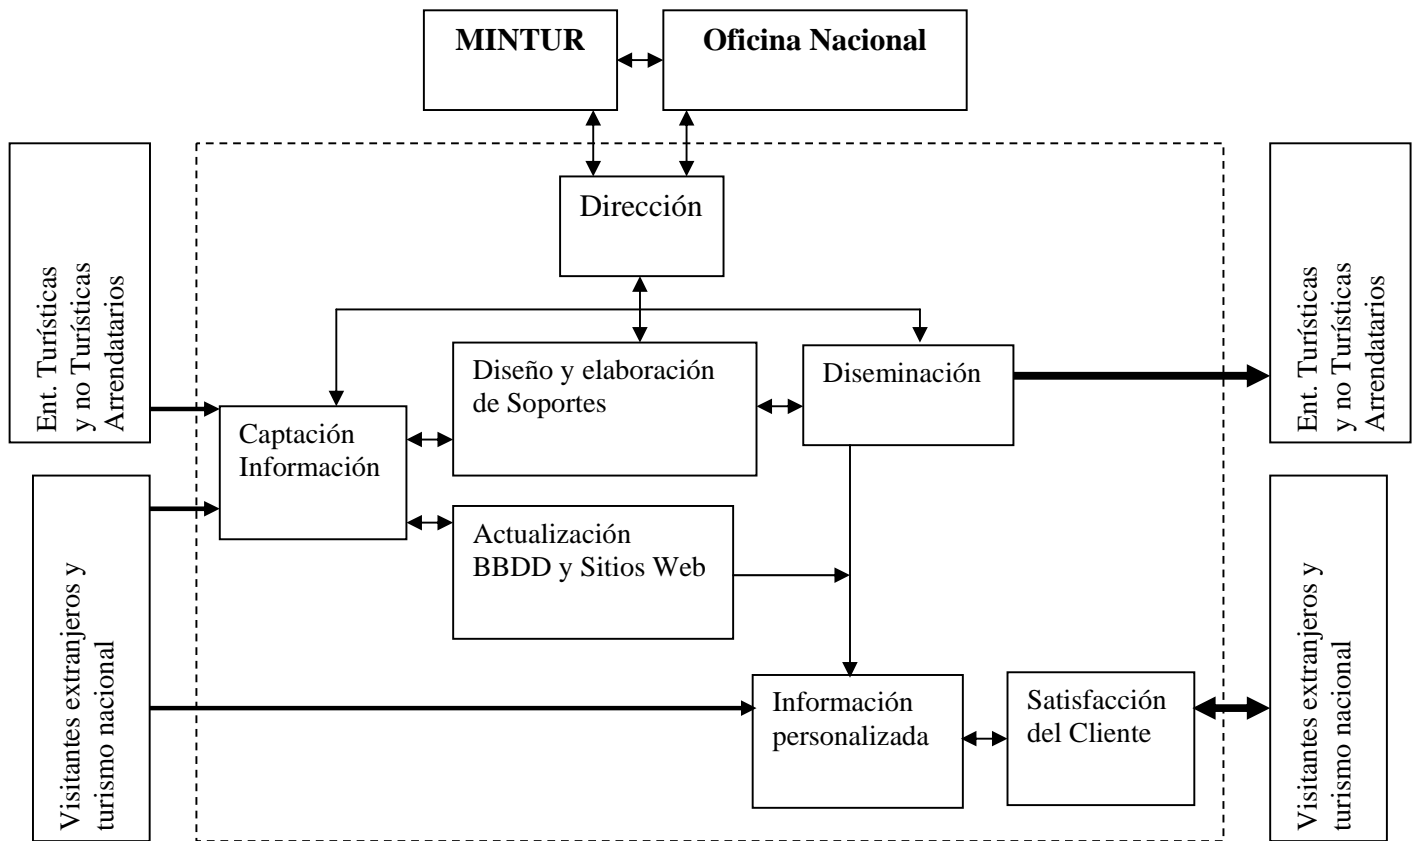 MINTUR
Oficina Nacional
Dirección
Ent. Turísticas
y no Turísticas
Arrendatarios
Diseño y elaboración
de Soportes
Diseminación
Ent. Turísticas
y no Turísticas
Arrendatarios
Captación
Información
Actualización
BBDD y Sitios Web
Visitantes extranjeros y
turismo nacional
Información
personalizada
Satisfacción
del Cliente
Visitantes extranjeros y
turismo nacional